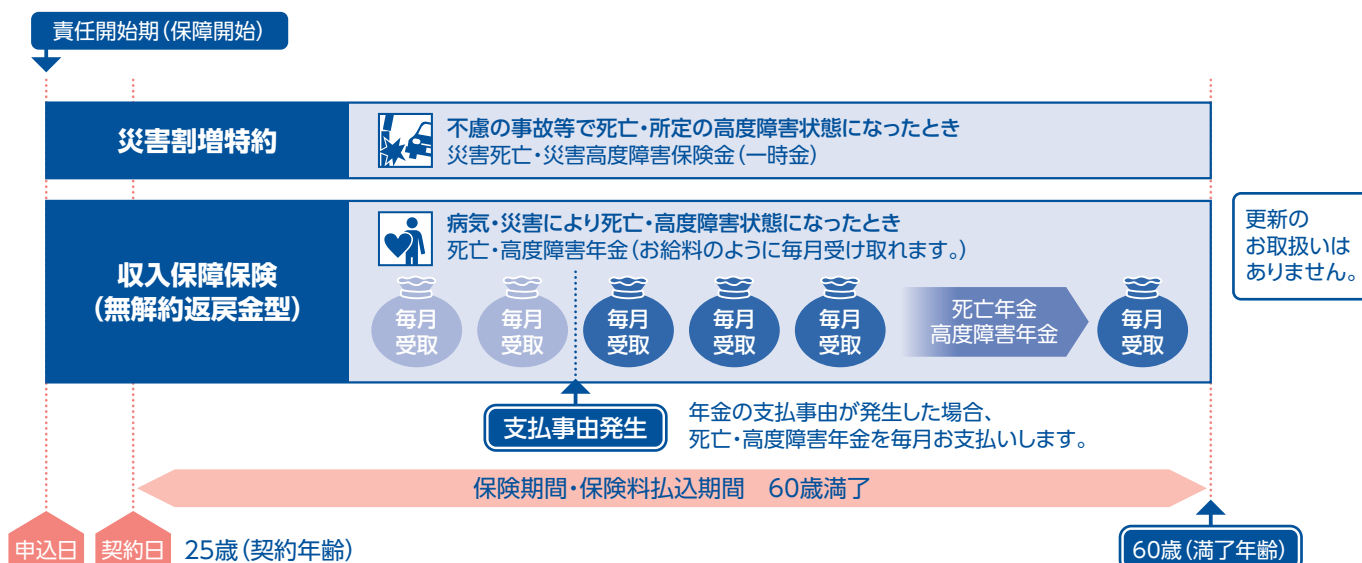 責任開始期(保障開始)
災害割増特約
不慮の事故等で死亡・所定の高度障害状態になったとき
災害死亡・災害高度障害保険金(一時金)
収入保障保険
(無解約返戻金型)
病気・災害により死亡・高度障害状態になったとき
死亡・高度障害年金(お給料のように毎月受け取れます。)
毎月
受取
毎月
受取
毎月
受取
毎月
受取
毎月
受取
死亡年金
高度障害年金
毎月
受取
更新の
お取扱いは
ありません。
支払事由発生
年金の支払事由が発生した場合、
死亡・高度障害年金を毎月お支払いします。
保険期間・保険料払込期間 60歳満了
申込日
契約日
25歳(契約年齢)
60歳(満了年齢)